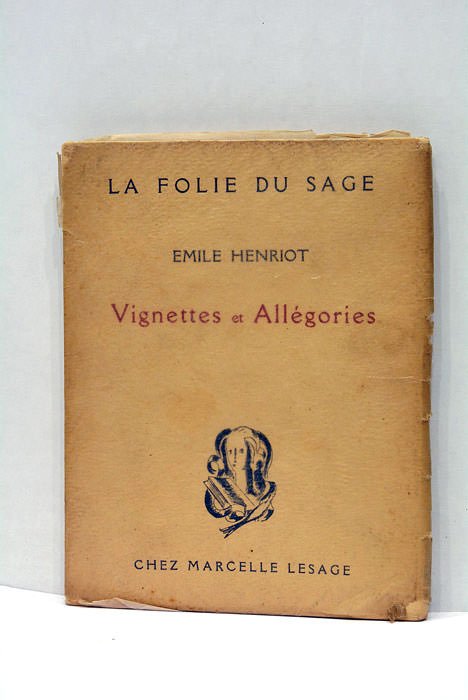 LA FOLIE DU SAGE
EMILE HENRIOT
Vignettes et Allégories
CHEZ MARCELLE LESAGE